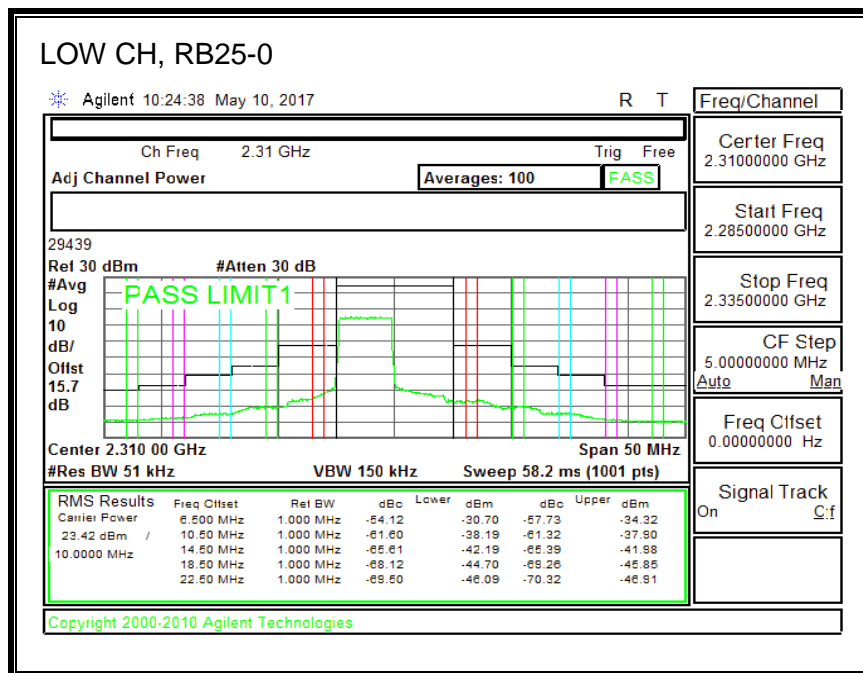 LOW CH, RB25-0
Agilent 10:24:38 May 10, 2017 R T
Freq/Channel
Ch Freq 2.31 GHz Trig Free
Adj Channel Power Averages: 100 PASS
Center Freq
2.31000000 GHz
Start Freq
2.28500000 GHz
Stop Freq
2.33500000 GHz
CF Step
5.00000000 MHz
Auto Man
Freq Offset
0.00000000 Hz
Signal Track
On Off
29439
Ref 30 dBm #Atten 30 dB
#Avg
Log
10
dB/
Offst
15.7
dB
PASS LIMIT1
Center 2.310 00 GHz Span 50 MHz
#Res BW 51 kHz VBW 150 kHz Sweep 58.2 ms (1001 pts)
RMS Results Freq Offset Ref BW dBc Lower dBm dBc Upper dBm
Carrier Power 6.500 MHz 1.000 MHz -54.12 -30.70 -57.73 -34.32
23.42 dBm / 10.50 MHz 1.000 MHz -61.60 -38.19 -61.32 -37.90
10.0000 MHz 14.50 MHz 1.000 MHz -65.61 -42.19 -65.39 -41.98
18.50 MHz 1.000 MHz -68.12 -44.70 -69.26 -45.85
22.50 MHz 1.000 MHz -69.50 -46.09 -70.32 -46.91
Copyright 2000-2010 Agilent Technologies